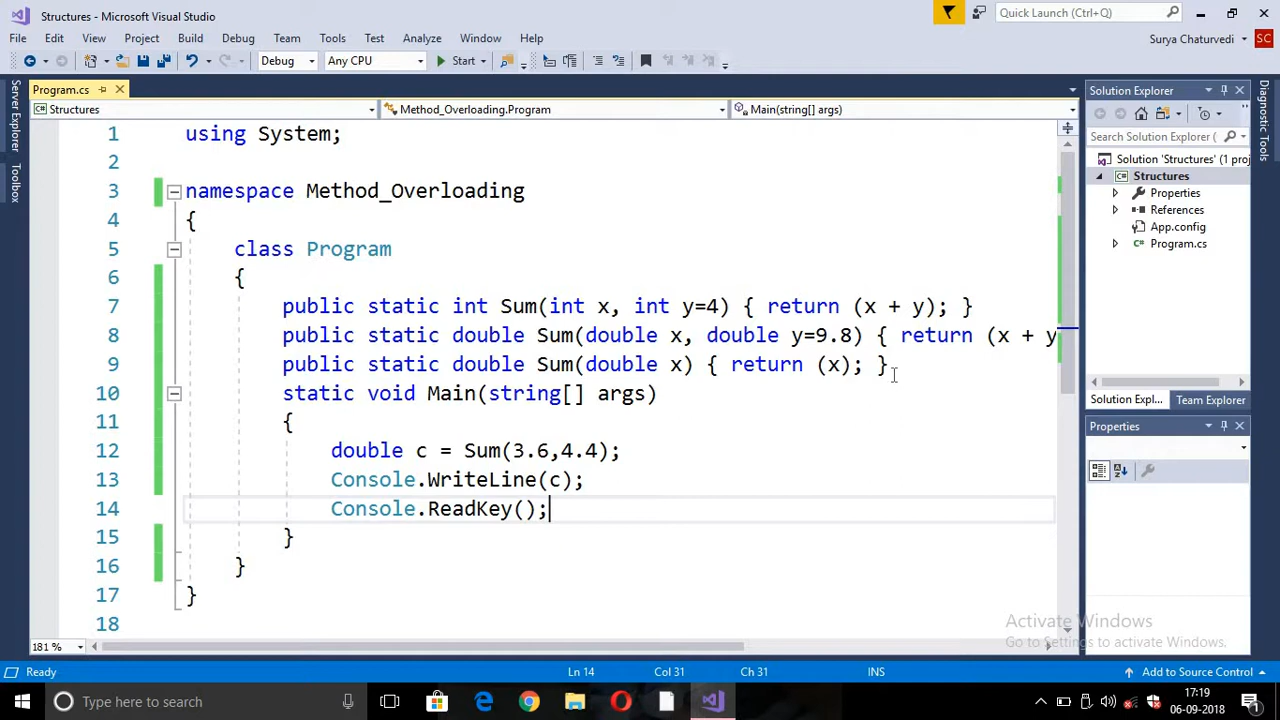 Structures - Microsoft Visual Studio
Quick Launch (Ctrl+Q)
File Edit View Project Build Debug Team Tools Test Analyze Window Help
Surya Chaturvedi SC
Debug Any CPU Start
Server Explorer
Toolbox
Program.cs
Structures Method_Overloading.Program Main(string[] args)
1 using System;
2
3 namespace Method_Overloading
4 {
5 class Program
6 {
7 public static int Sum(int x, int y=4) { return (x + y); }
8 public static double Sum(double x, double y=9.8) { return (x + y
9 public static double Sum(double x) { return (x); }
10 static void Main(string[] args)
11 {
12 double c = Sum(3.6,4.4);
13 Console.WriteLine(c);
14 Console.ReadKey();
15 }
16 }
17 }
18
181 %
Solution Explorer
Search Solution Explorer (
Solution 'Structures' (1 proj
Structures
Properties
References
App.config
Program.cs
Solution Expl... Team Explorer
Properties
Diagnostic Tools
Activate Windows
Go to Settings to activate Windows.
Ready Ln 14 Col 31 Ch 31 INS Add to Source Control
Type here to search
17:19
06-09-2018
1